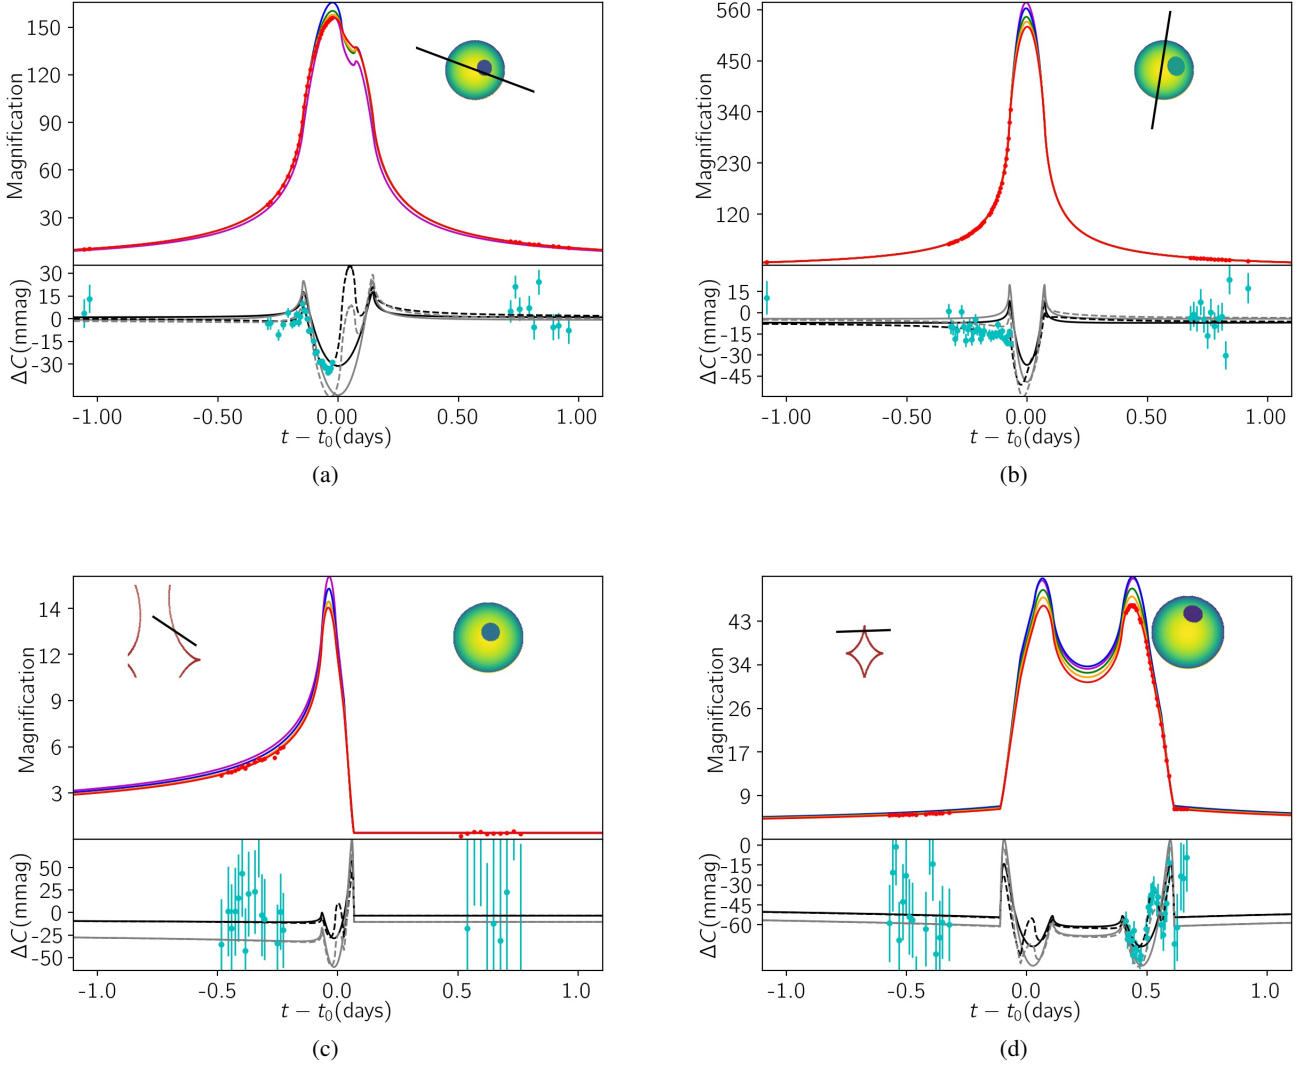 Magnification
150
120
90
60
30
ΔC(mmag)
30
15
0
-15
-30
-1.00 -0.50 0.00 0.50 1.00
t − t0(days)
(a)
Magnification
560
450
340
230
120
ΔC(mmag)
15
0
-15
-30
-45
-1.00 -0.50 0.00 0.50 1.00
t − t0(days)
(b)
Magnification
14
12
9
6
3
ΔC(mmag)
50
25
0
-25
-50
-1.0 -0.5 0.0 0.5 1.0
t − t0(days)
(c)
Magnification
43
34
26
17
9
ΔC(mmag)
0
-15
-30
-45
-60
-1.0 -0.5 0.0 0.5 1.0
t − t0(days)
(d)